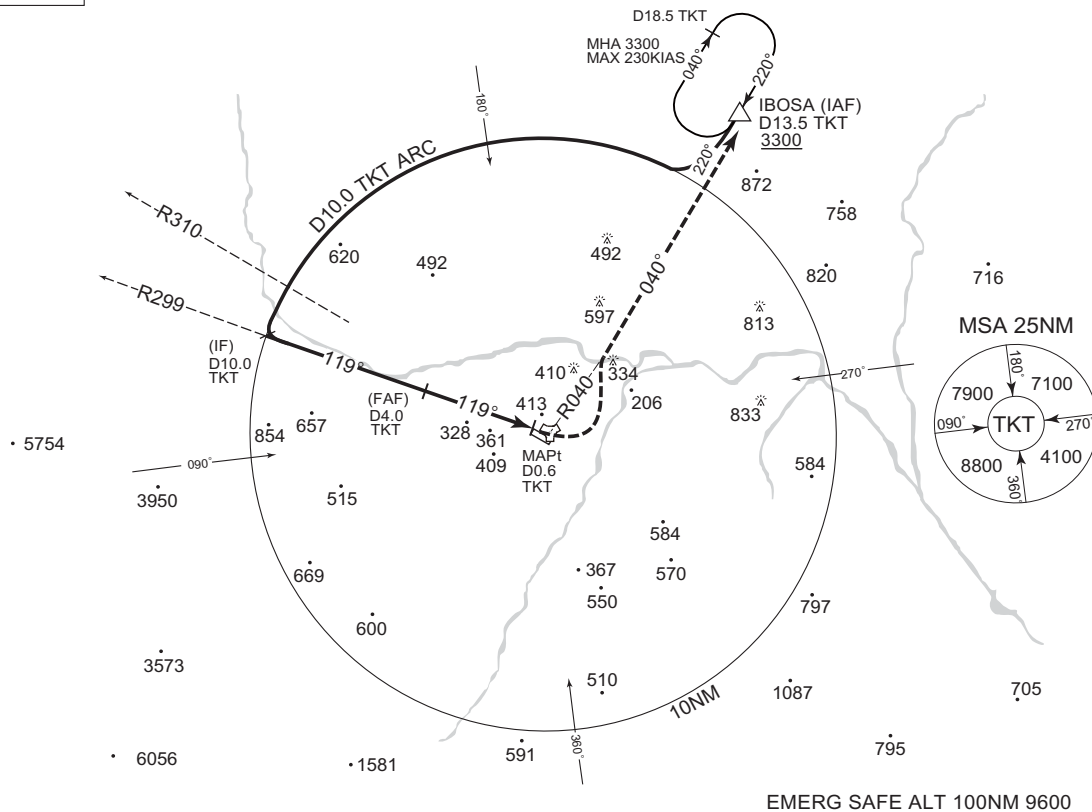 D18.5 TKT
MHA 3300
MAX 230KIAS
040°
220°
IBOSA (IAF)
D13.5 TKT
3300
180°
D10.0 TKT ARC
220°
872
758
R310
620
492
492
040°
820
716
R299
597
813
MSA 25NM
(IF)
D10.0
TKT
119°
410
334
270°
180°
7900
7100
(FAF)
D4.0
TKT
119°
413
R040
206
833
090°
TKT
270°
854
657
328
361
5754
409
MAPt
D0.6
TKT
8800
4100
360°
090°
584
3950
515
584
669
367
570
550
797
600
3573
510
1087
705
10NM
591
360°
795
6056
1581
EMERG SAFE ALT 100NM 9600